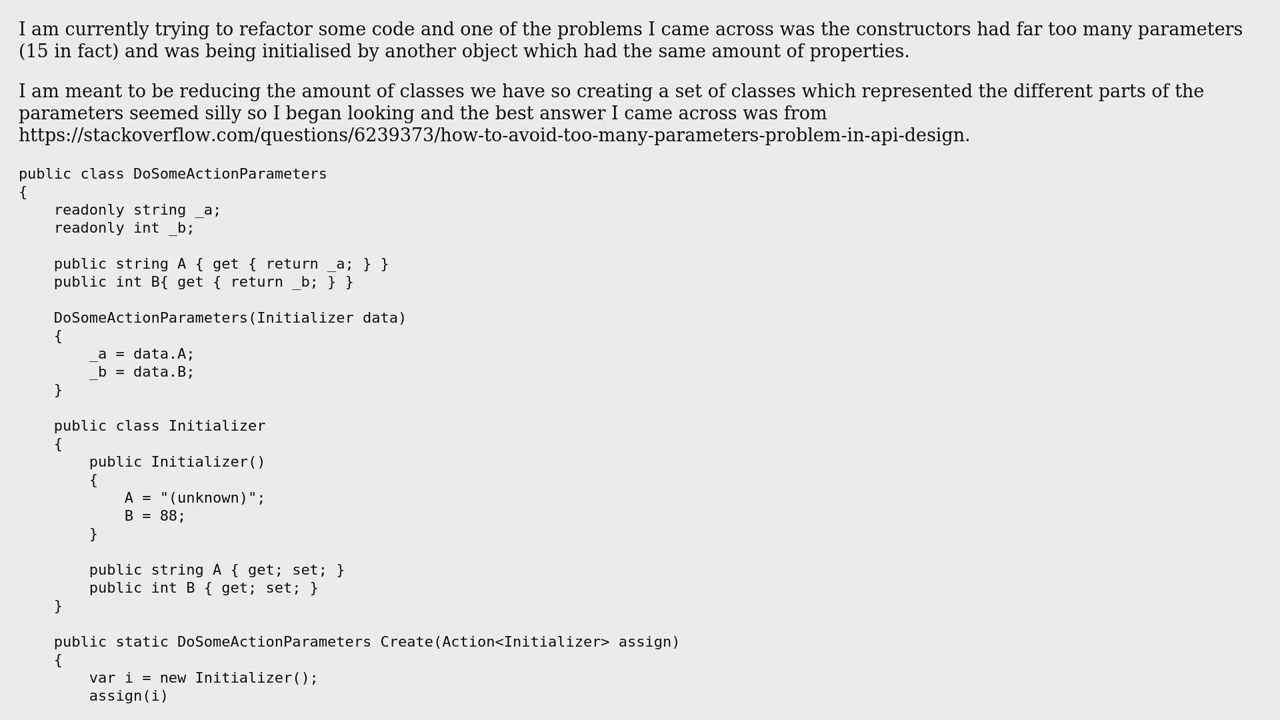 I am currently trying to refactor some code and one of the problems I came across was the constructors had far too many parameters
(15 in fact) and was being initialised by another object which had the same amount of properties.
I am meant to be reducing the amount of classes we have so creating a set of classes which represented the different parts of the
parameters seemed silly so I began looking and the best answer I came across was from
https://stackoverflow.com/questions/6239373/how-to-avoid-too-many-parameters-problem-in-api-design.
public class DoSomeActionParameters
{
    readonly string _a;
    readonly int _b;
    public string A { get { return _a; } }
    public int B{ get { return _b; } }
    DoSomeActionParameters(Initializer data)
    {
        _a = data.A;
        _b = data.B;
    }
    public class Initializer
    {
        public Initializer()
        {
            A = "(unknown)";
            B = 88;
        }
        public string A { get; set; }
        public int B { get; set; }
    }
    public static DoSomeActionParameters Create(Action<Initializer> assign)
    {
        var i = new Initializer();
        assign(i)